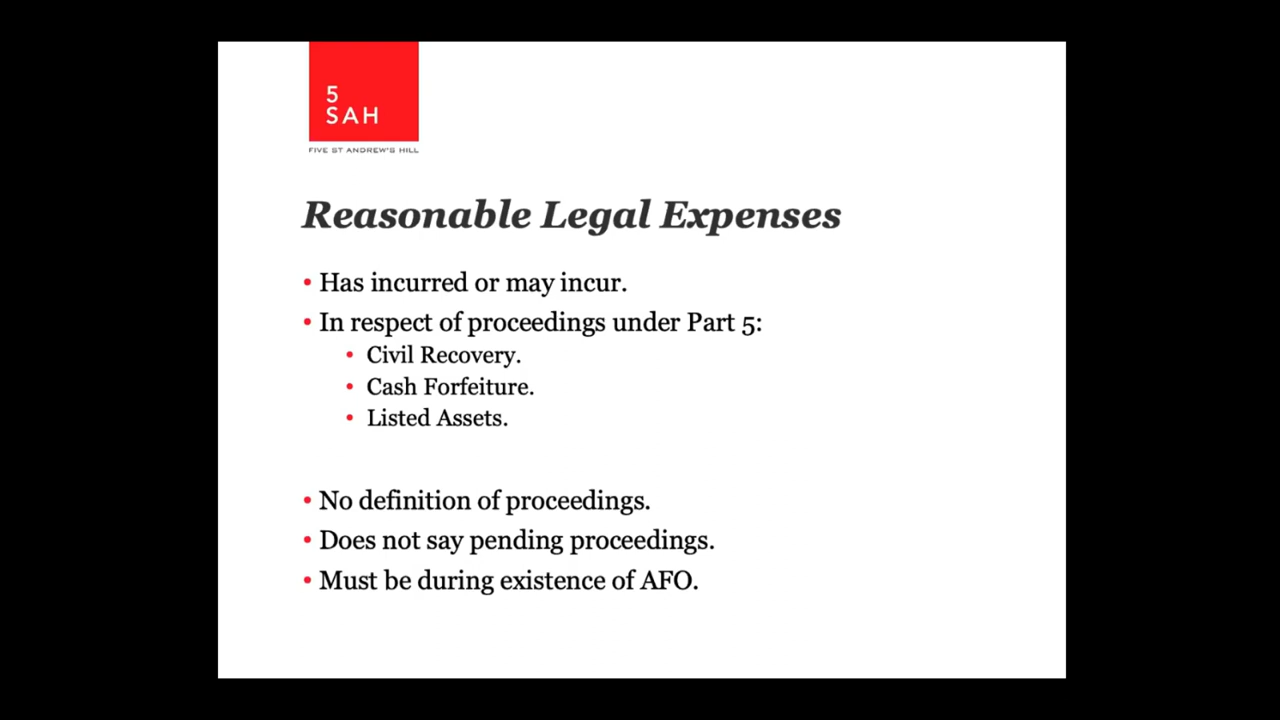 5
SAH
FIVE ST ANDREW'S HILL
Reasonable Legal Expenses
• Has incurred or may incur.
• In respect of proceedings under Part 5:
• Civil Recovery.
• Cash Forfeiture.
• Listed Assets.
• No definition of proceedings.
• Does not say pending proceedings.
• Must be during existence of AFO.